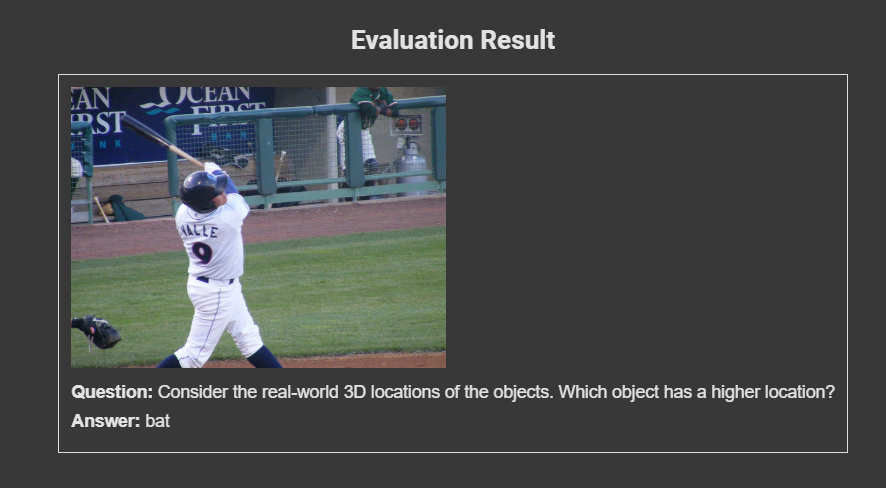 Evaluation Result
EAN
RST
NK
OCEAN
FIRST
BANK
VALLE
9
Question: Consider the real-world 3D locations of the objects. Which object has a higher location?
Answer: bat